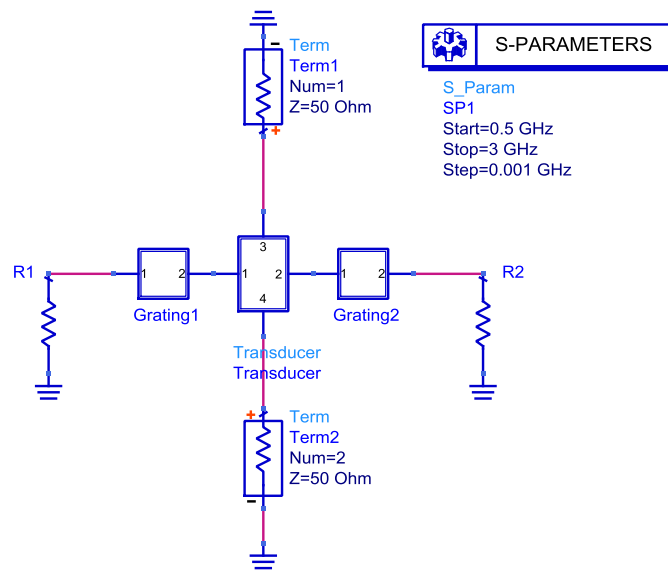 Term
Term1
Num=1
Z=50 Ohm
S-PARAMETERS
S_Param
SP1
Start=0.5 GHz
Stop=3 GHz
Step=0.001 GHz
R1
1 2
Grating1
3
1 2
4
1 2
Grating2
R2
Transducer
Transducer
Term
Term2
Num=2
Z=50 Ohm